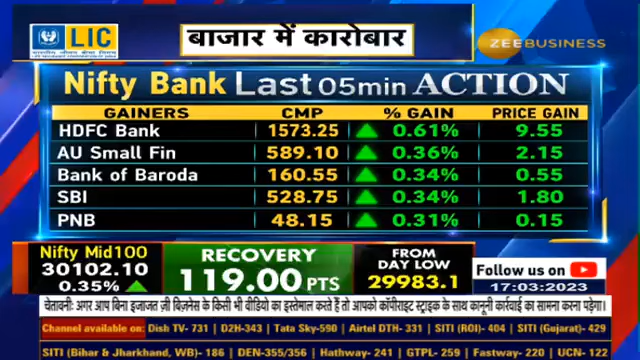 LIC
बाज़ार में कारोबार
ZEEBUSINESS
Nifty Bank Last 05min ACTION
GAINERS CMP % GAIN PRICE GAIN
HDFC Bank 1573.25 0.61% 9.55
AU Small Fin 589.10 0.36% 2.15
Bank of Baroda 160.55 0.34% 0.55
SBI 528.75 0.34% 1.80
PNB 48.15 0.31% 0.15
Nifty Mid100
30102.10
0.35%
RECOVERY
119.00 PTS
FROM
DAY LOW
29983.1
Follow us on
17:03:2023
चेतावनी: अगर आप बिना इजाजत ज़ी बिज़नेस के किसी भी वीडियो का इस्तेमाल करते हैं तो आपको कॉपीराइट स्ट्राइक के साथ कानूनी कार्रवाई का सामना करना पड़ेगा।
Channel available on: Dish TV- 731 | D2H-343 | Tata Sky-590 | Airtel DTH- 331 | SITI (ROI)- 404 | SITI (Gujarat)- 429
SITI (Bihar & Jharkhand, WB)- 186 | DEN-355/356 | Hathway- 241 | GTPL- 259 | Fastway- 220 | UCN- 122